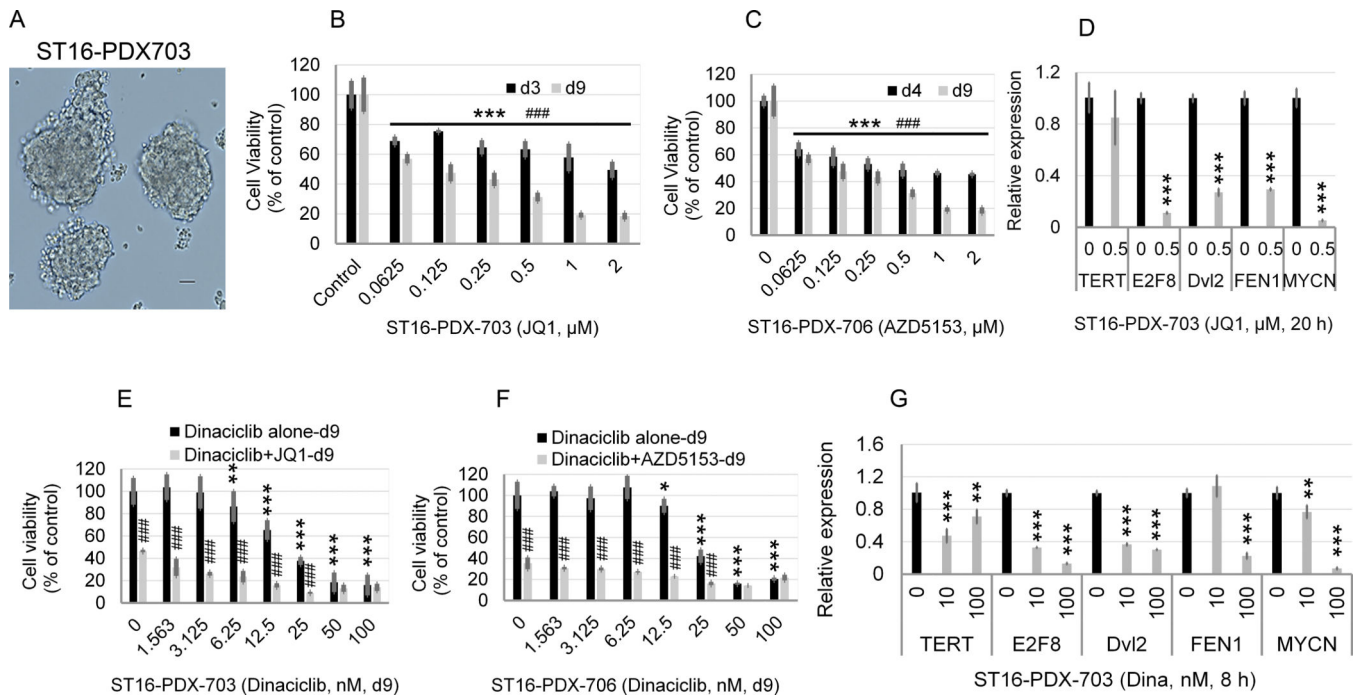 A
ST16-PDX703
B
120
100
80
60
40
20
0
Cell Viability
(% of control)
d3 d9
*** ###
Control 0.0625 0.125 0.25 0.5 1 2
ST16-PDX-703 (JQ1, µM)
C
120
100
80
60
40
20
0
Cell Viability
(% of control)
d4 d9
*** ###
0 0.0625 0.125 0.25 0.5 1 2
ST16-PDX-706 (AZD5153, µM)
D
1.2
0.8
0.4
0
Relative expression
*** *** *** ***
0 0.5 0 0.5 0 0.5 0 0.5 0 0.5
TERT E2F8 Dvl2 FEN1 MYCN
ST16-PDX-703 (JQ1, µM, 20 h)
E
Dinaciclib alone-d9
Dinaciclib+JQ1-d9
120
100
80
60
40
20
0
Cell viability
(% of control)
** *** *** *** ***
### ### ### ### ### ###
0 1.563 3.125 6.25 12.5 25 50 100
ST16-PDX-703 (Dinaciclib, nM, d9)
F
Dinaciclib alone-d9
Dinaciclib+AZD5153-d9
120
100
80
60
40
20
0
Cell viability
(% of control)
* *** *** ***
### ### ### ### ### ###
0 1.563 3.125 6.25 12.5 25 50 100
ST16-PDX-706 (Dinaciclib, nM, d9)
G
1.6
1.2
0.8
0.4
0
Relative expression
*** ** *** *** *** *** *** ** ***
0 10 100 0 10 100 0 10 100 0 10 100 0 10 100
TERT E2F8 Dvl2 FEN1 MYCN
ST16-PDX-703 (Dina, nM, 8 h)